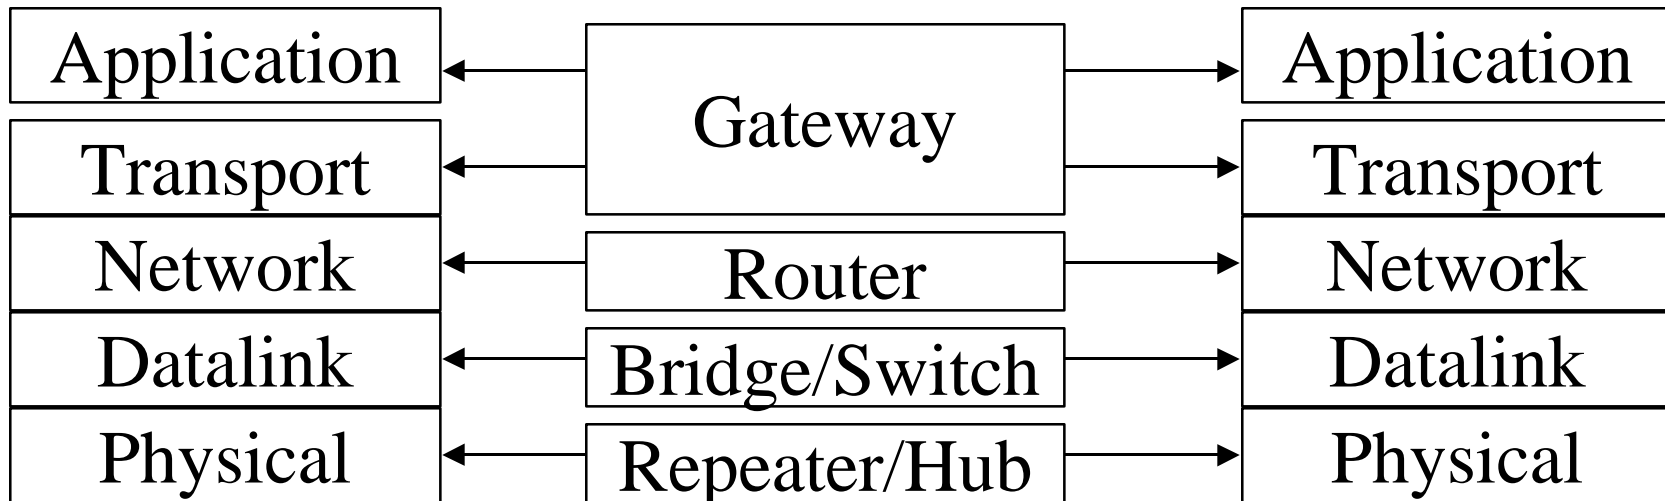 Application
Gateway
Application
Transport
Transport
Network
Router
Network
Datalink
Bridge/Switch
Datalink
Physical
Repeater/Hub
Physical